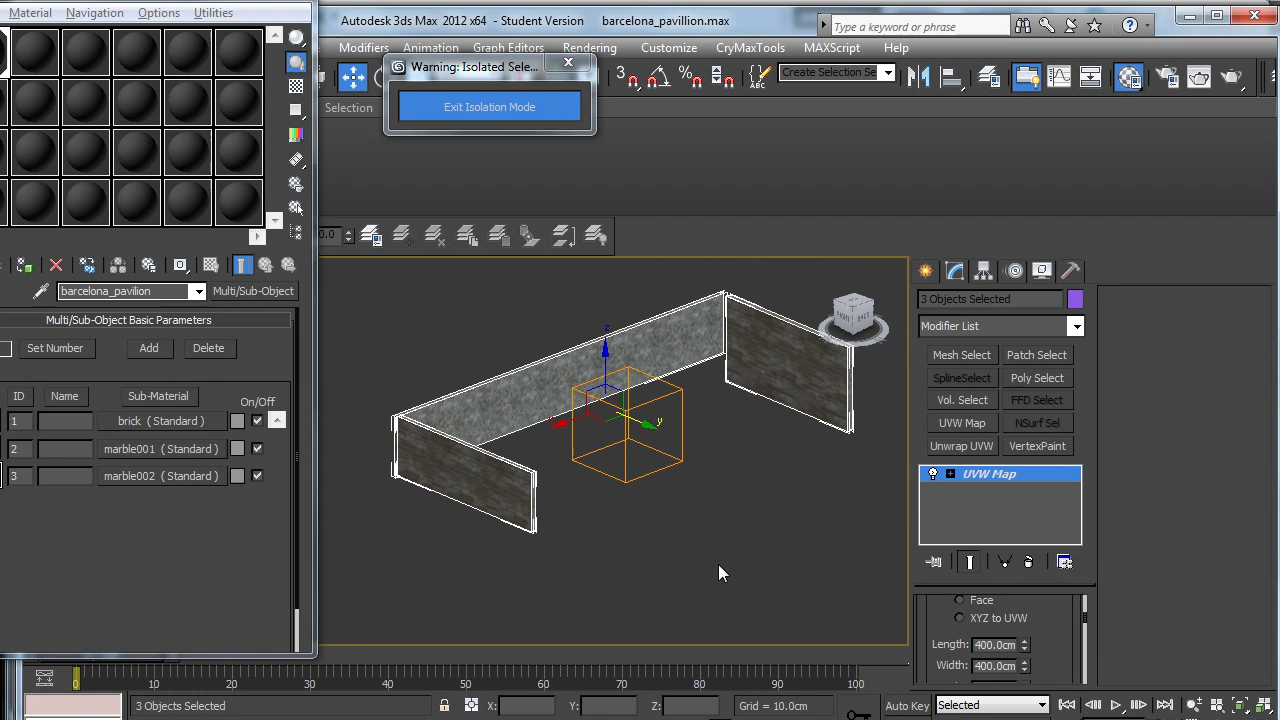 Material Navigation Options Utilities
Autodesk 3ds Max 2012 x64 - Student Version barcelona_pavillion.max
Type a keyword or phrase
Modifiers Animation Graph Editors Rendering Customize CryMaxTools MAXScript Help
Warning: Isolated Sele...
Exit Isolation Mode
3
%
ABC
Create Selection Se
Selection
0.0
barcelona_pavilion
Multi/Sub-Object
Multi/Sub-Object Basic Parameters
Set Number
Add
Delete
ID Name Sub-Material On/Off
1 brick ( Standard )
2 marble001 ( Standard )
3 marble002 ( Standard )
z
y
3 Objects Selected
Modifier List
Mesh Select Patch Select
SplineSelect Poly Select
Vol. Select FFD Select
UVW Map NSurf Sel
Unwrap UVW VertexPaint
UVW Map
Face
XYZ to UVW
Length: 400.0cm
Width: 400.0cm
0 10 20 30 40 50 60 70 80 90 100
3 Objects Selected
X: Y: Z: Grid = 10.0cm
Auto Key Selected